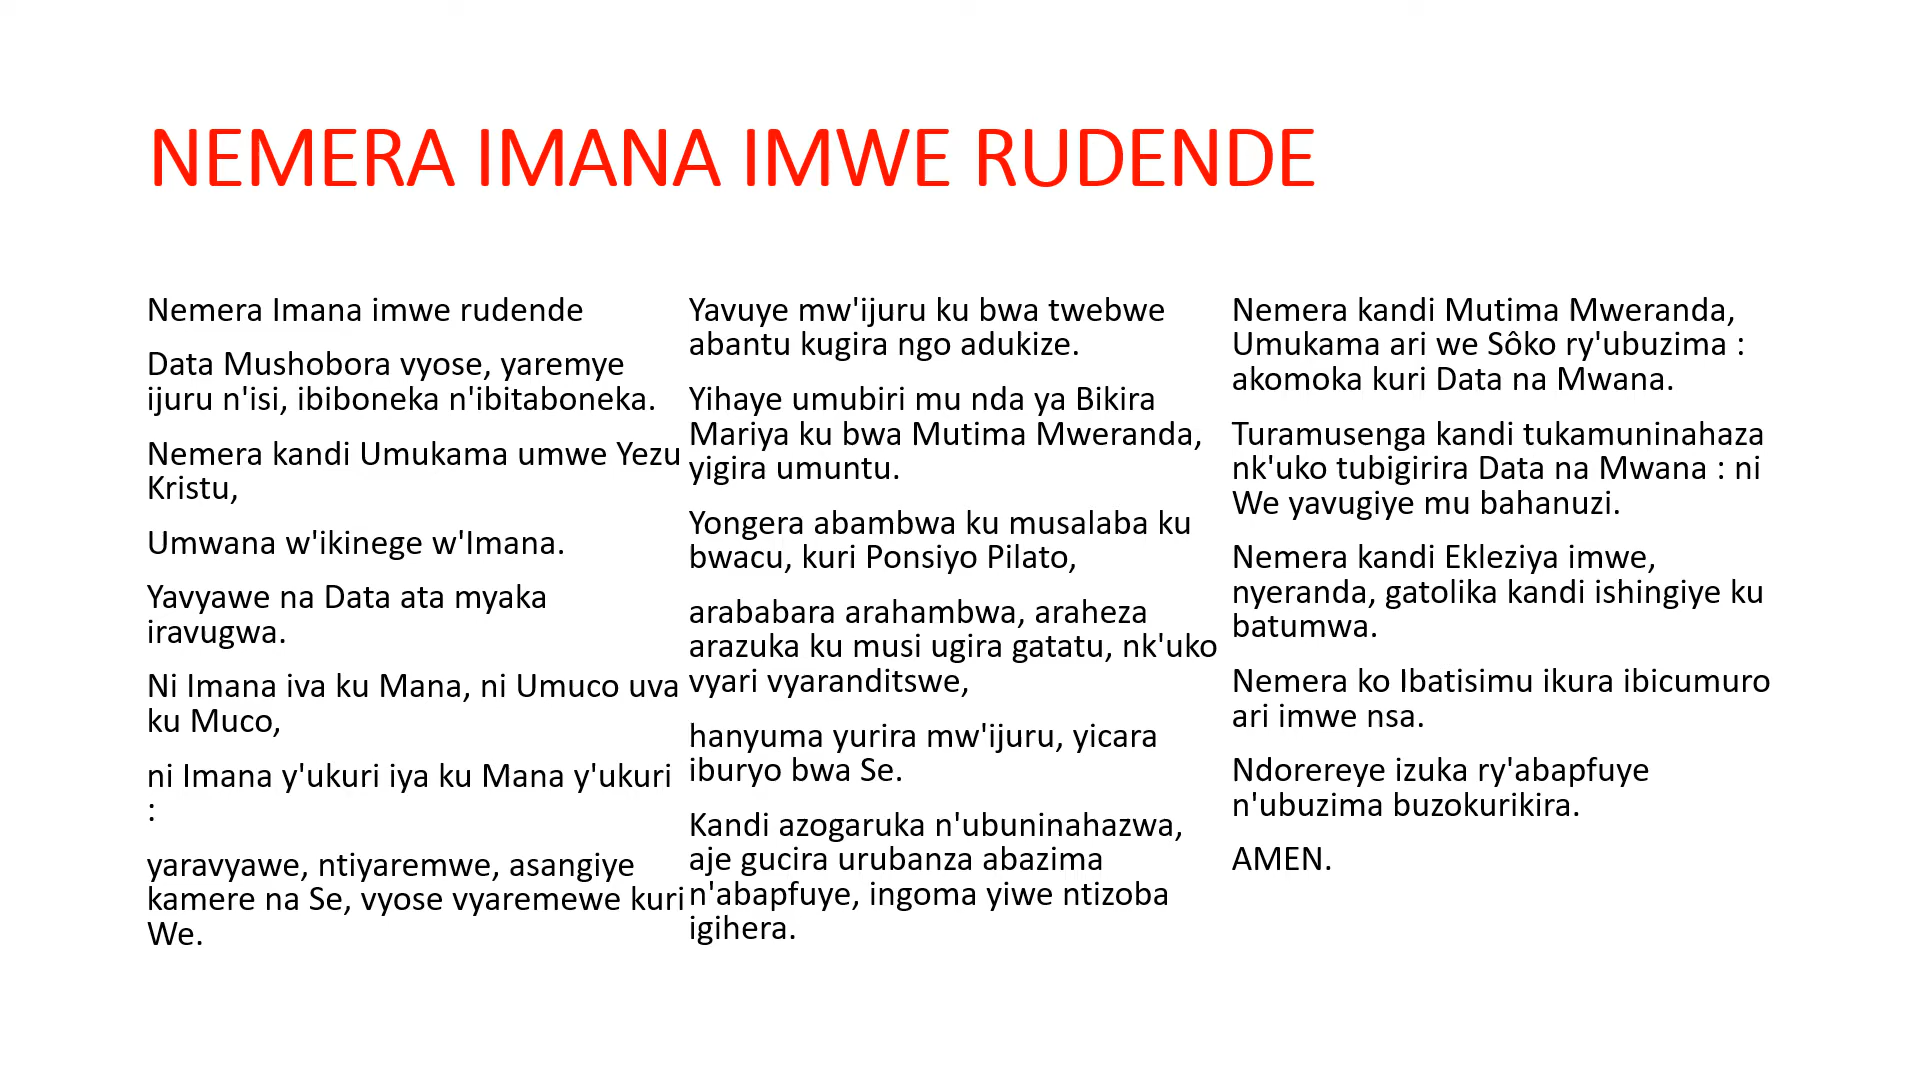 NEMERA IMANA IMWE RUDENDE
Nemera Imana imwe rudende
Data Mushobora vyose, yaremye
ijuru n'isi, ibiboneka n'ibitaboneka.
Nemera kandi Umukama umwe Yezu
Kristu,
Umwana w'ikinege w'Imana.
Yavyawe na Data ata myaka
iravugwa.
Ni Imana iva ku Mana, ni Umuco uva
ku Muco,
ni Imana y'ukuri iya ku Mana y'ukuri
:
yaravyawe, ntiyaremwe, asangiye
kamere na Se, vyose vyaremewe kuri
We.
Yavuye mw'ijuru ku bwa twebwe
abantu kugira ngo adukize.
Yihaye umubiri mu nda ya Bikira
Mariya ku bwa Mutima Mweranda,
yigira umuntu.
Yongera abambwa ku musalaba ku
bwacu, kuri Ponsiyo Pilato,
arababara arahambwa, araheza
arazuka ku musi ugira gatatu, nk'uko
vyari vyaranditswe,
hanyuma yurira mw'ijuru, yicara
iburyo bwa Se.
Kandi azogaruka n'ubuninahazwa,
aje gucira urubanza abazima
n'abapfuye, ingoma yiwe ntizoba
igihera.
Nemera kandi Mutima Mweranda,
Umukama ari we Sôko ry'ubuzima :
akomoka kuri Data na Mwana.
Turamusenga kandi tukamuninahaza
nk'uko tubigirira Data na Mwana : ni
We yavugiye mu bahanuzi.
Nemera kandi Ekleziya imwe,
nyeranda, gatolika kandi ishingiye ku
batumwa.
Nemera ko Ibatisimu ikura ibicumuro
ari imwe nsa.
Ndorereye izuka ry'abapfuye
n'ubuzima buzokurikira.
AMEN.